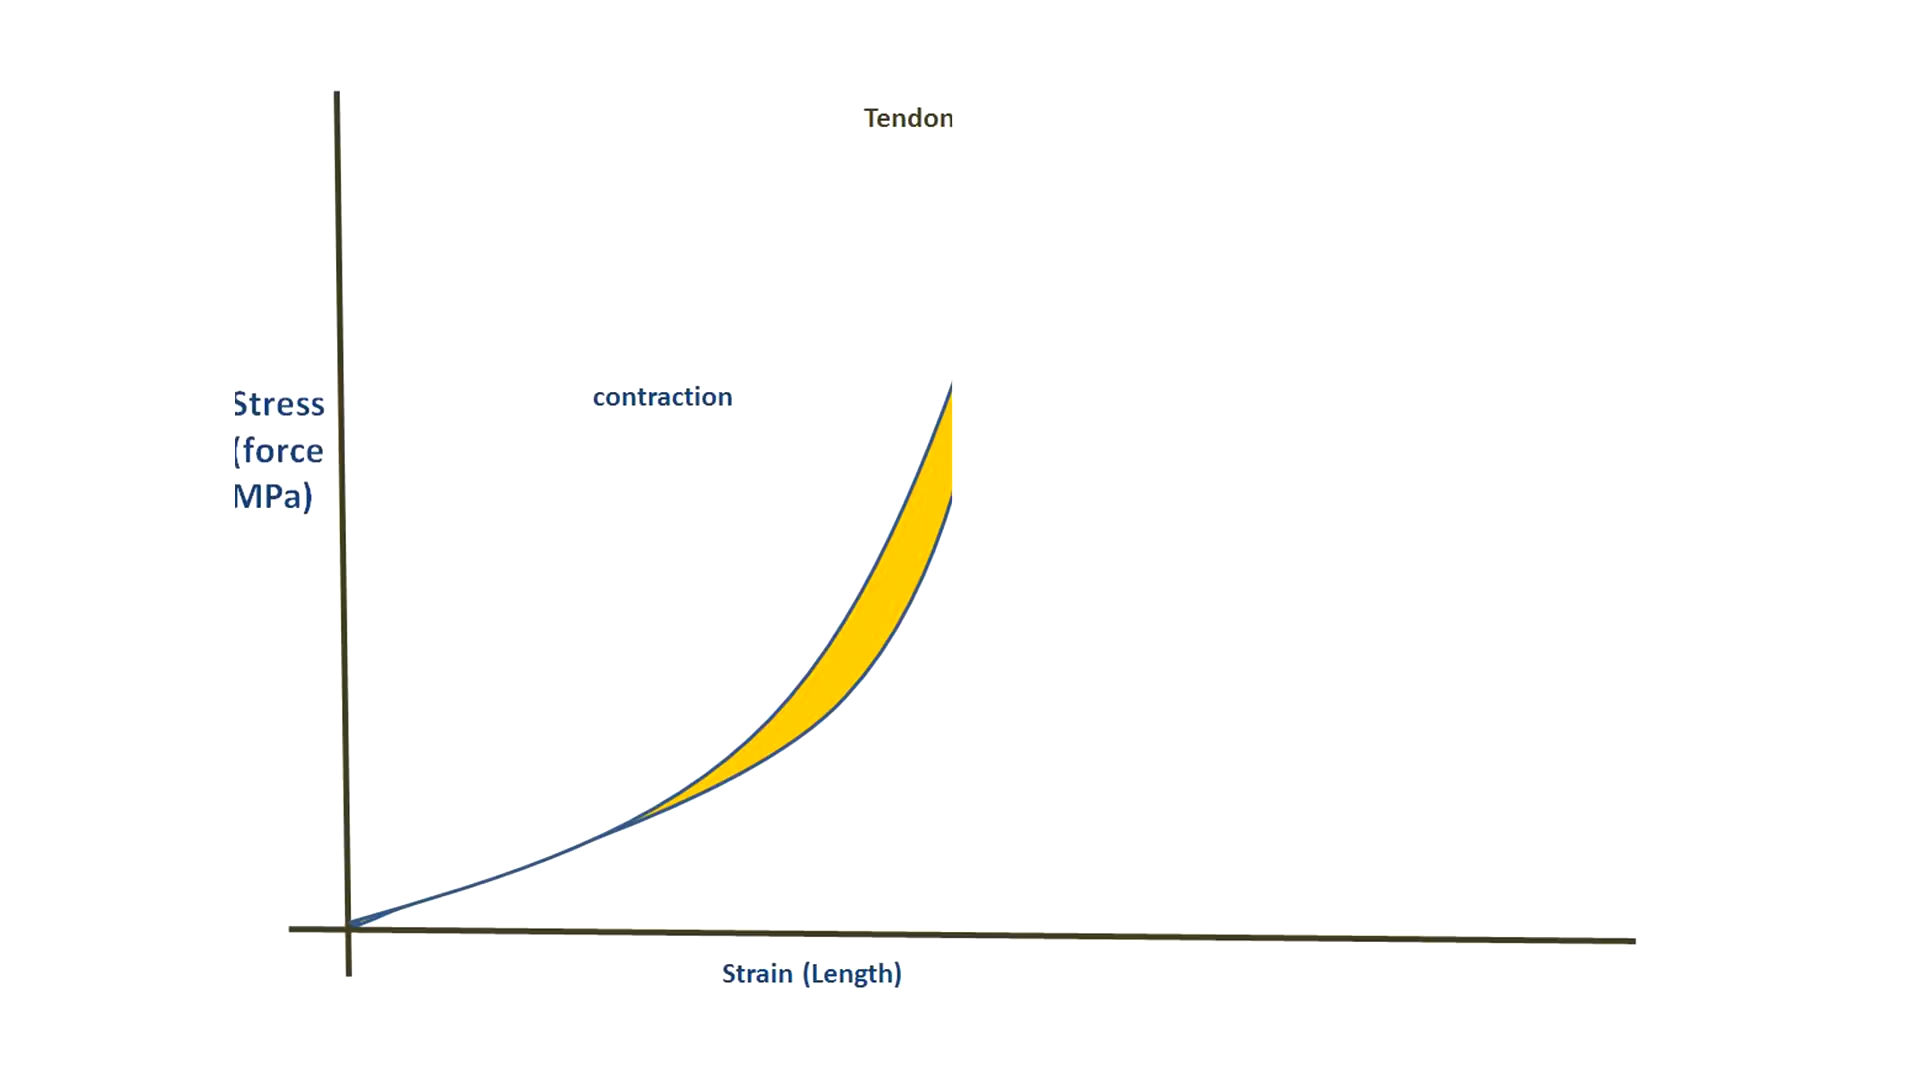 Tendon
contraction
Stress
(force
MPa)
Strain (Length)